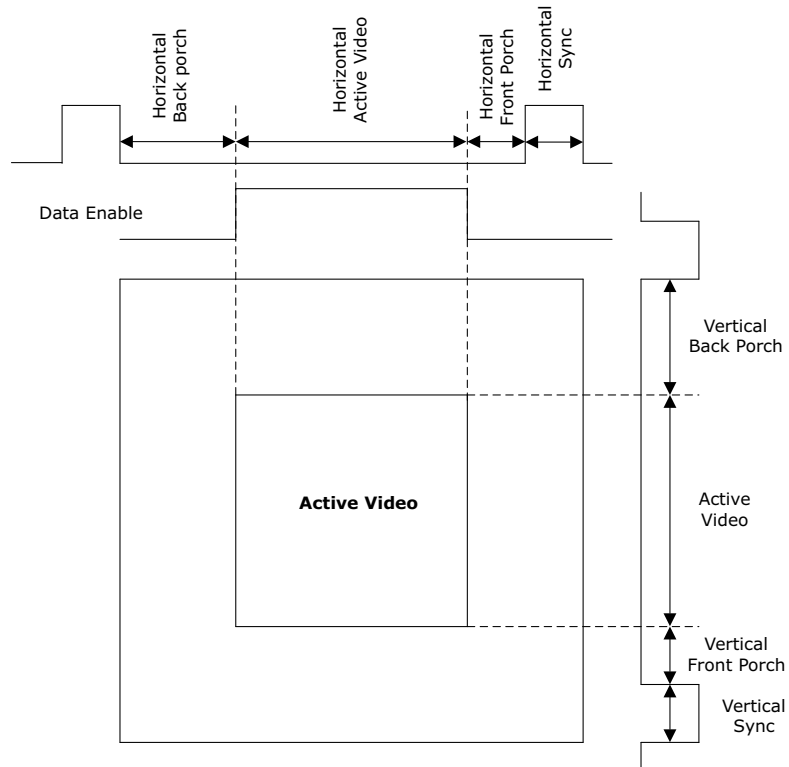 Horizontal
Back porch
Horizontal
Active Video
Horizontal
Front Porch
Horizontal
Sync
Data Enable
Vertical
Back Porch
Active Video
Active
Video
Vertical
Front Porch
Vertical
Sync